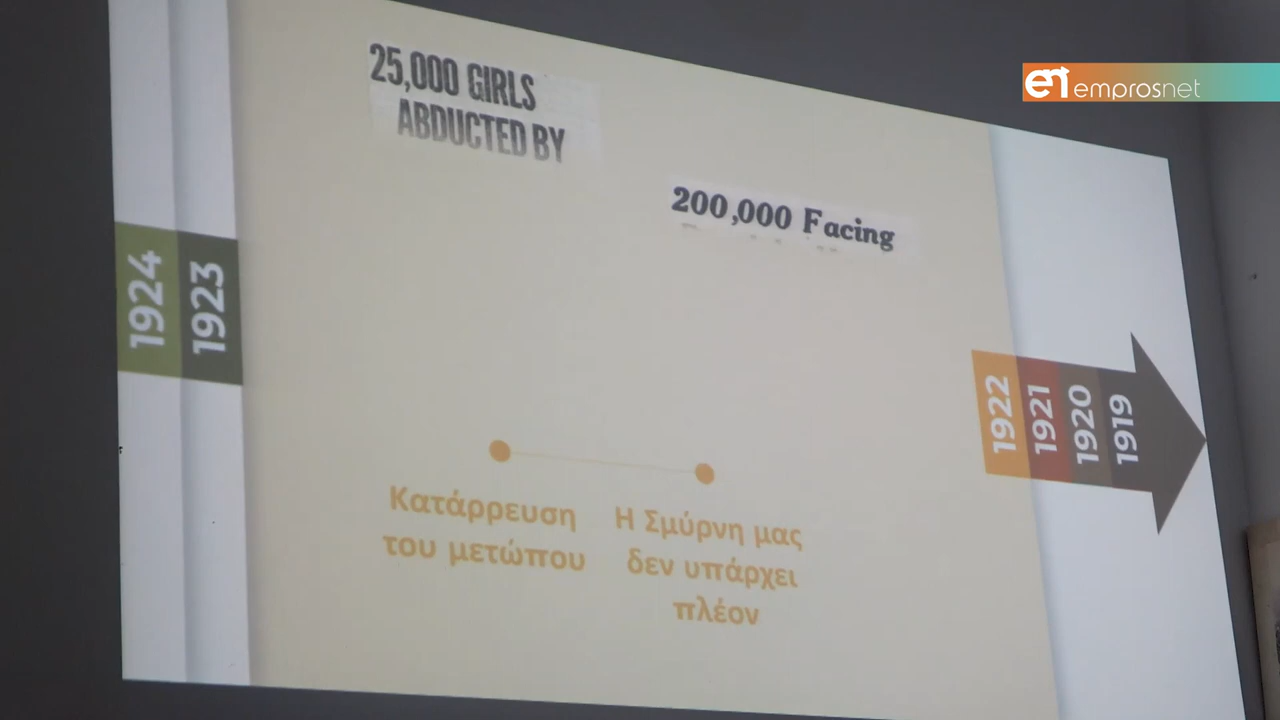 emprosnet
25,000 GIRLS
ABDUCTED BY
200,000 Facing
1924
1923
1922
1921
1920
1919
Κατάρρευση
του μετώπου
Η Σμύρνη μας
δεν υπάρχει
πλέον